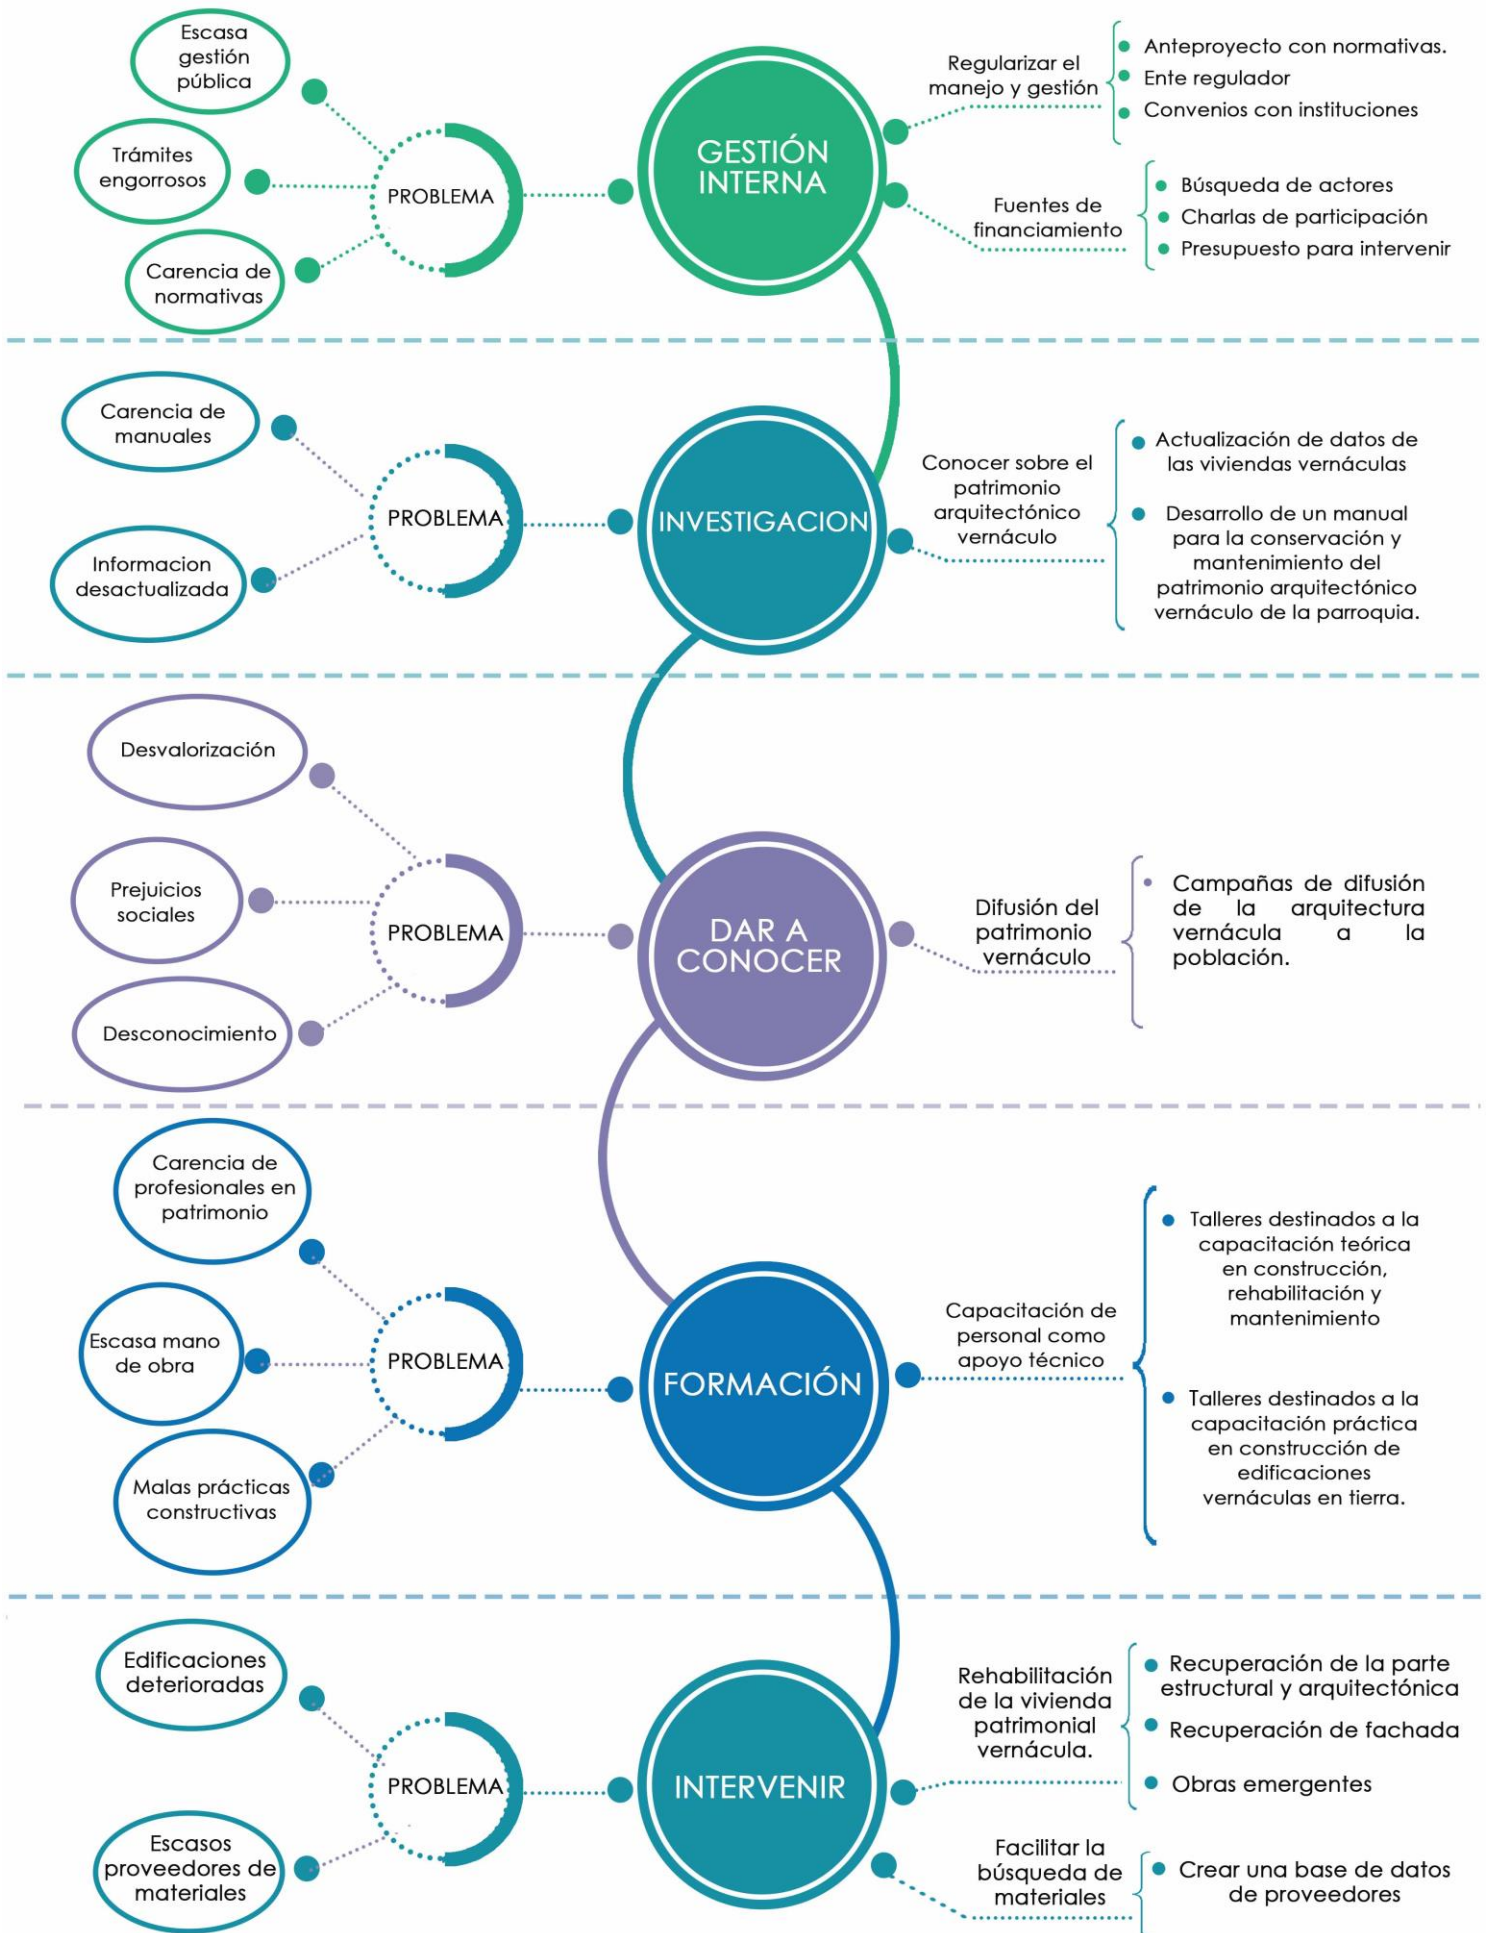 Escasa
gestión
pública
Trámites
engorrosos
Carencia de
normativas
PROBLEMA
GESTIÓN
INTERNA
Regularizar el
manejo y gestión
Anteproyecto con normativas.
Ente regulador
Convenios con instituciones
Fuentes de
financiamiento
Búsqueda de actores
Charlas de participación
Presupuesto para intervenir
Carencia de
manuales
Informacion
desactualizada
PROBLEMA
INVESTIGACION
Conocer sobre el
patrimonio
arquitectónico
vernáculo
Actualización de datos de
las viviendas vernáculas
Desarrollo de un manual
para la conservación y
mantenimiento del
patrimonio arquitectónico
vernáculo de la parroquia.
Desvalorización
Prejuicios
sociales
Desconocimiento
PROBLEMA
DAR A
CONOCER
Difusión del
patrimonio
vernáculo
Campañas de difusión
de la arquitectura
vernácula a la
población.
Carencia de
profesionales en
patrimonio
Escasa mano
de obra
Malas prácticas
constructivas
PROBLEMA
FORMACIÓN
Capacitación de
personal como
apoyo técnico
Talleres destinados a la
capacitación teórica
en construcción,
rehabilitación y
mantenimiento
Talleres destinados a la
capacitación práctica
en construcción de
edificaciones
vernáculas en tierra.
Edificaciones
deterioradas
Escasos
proveedores de
materiales
PROBLEMA
INTERVENIR
Rehabilitación
de la vivienda
patrimonial
vernácula.
Recuperación de la parte
estructural y arquitectónica
Recuperación de fachada
Obras emergentes
Facilitar la
búsqueda de
materiales
Crear una base de datos
de proveedores